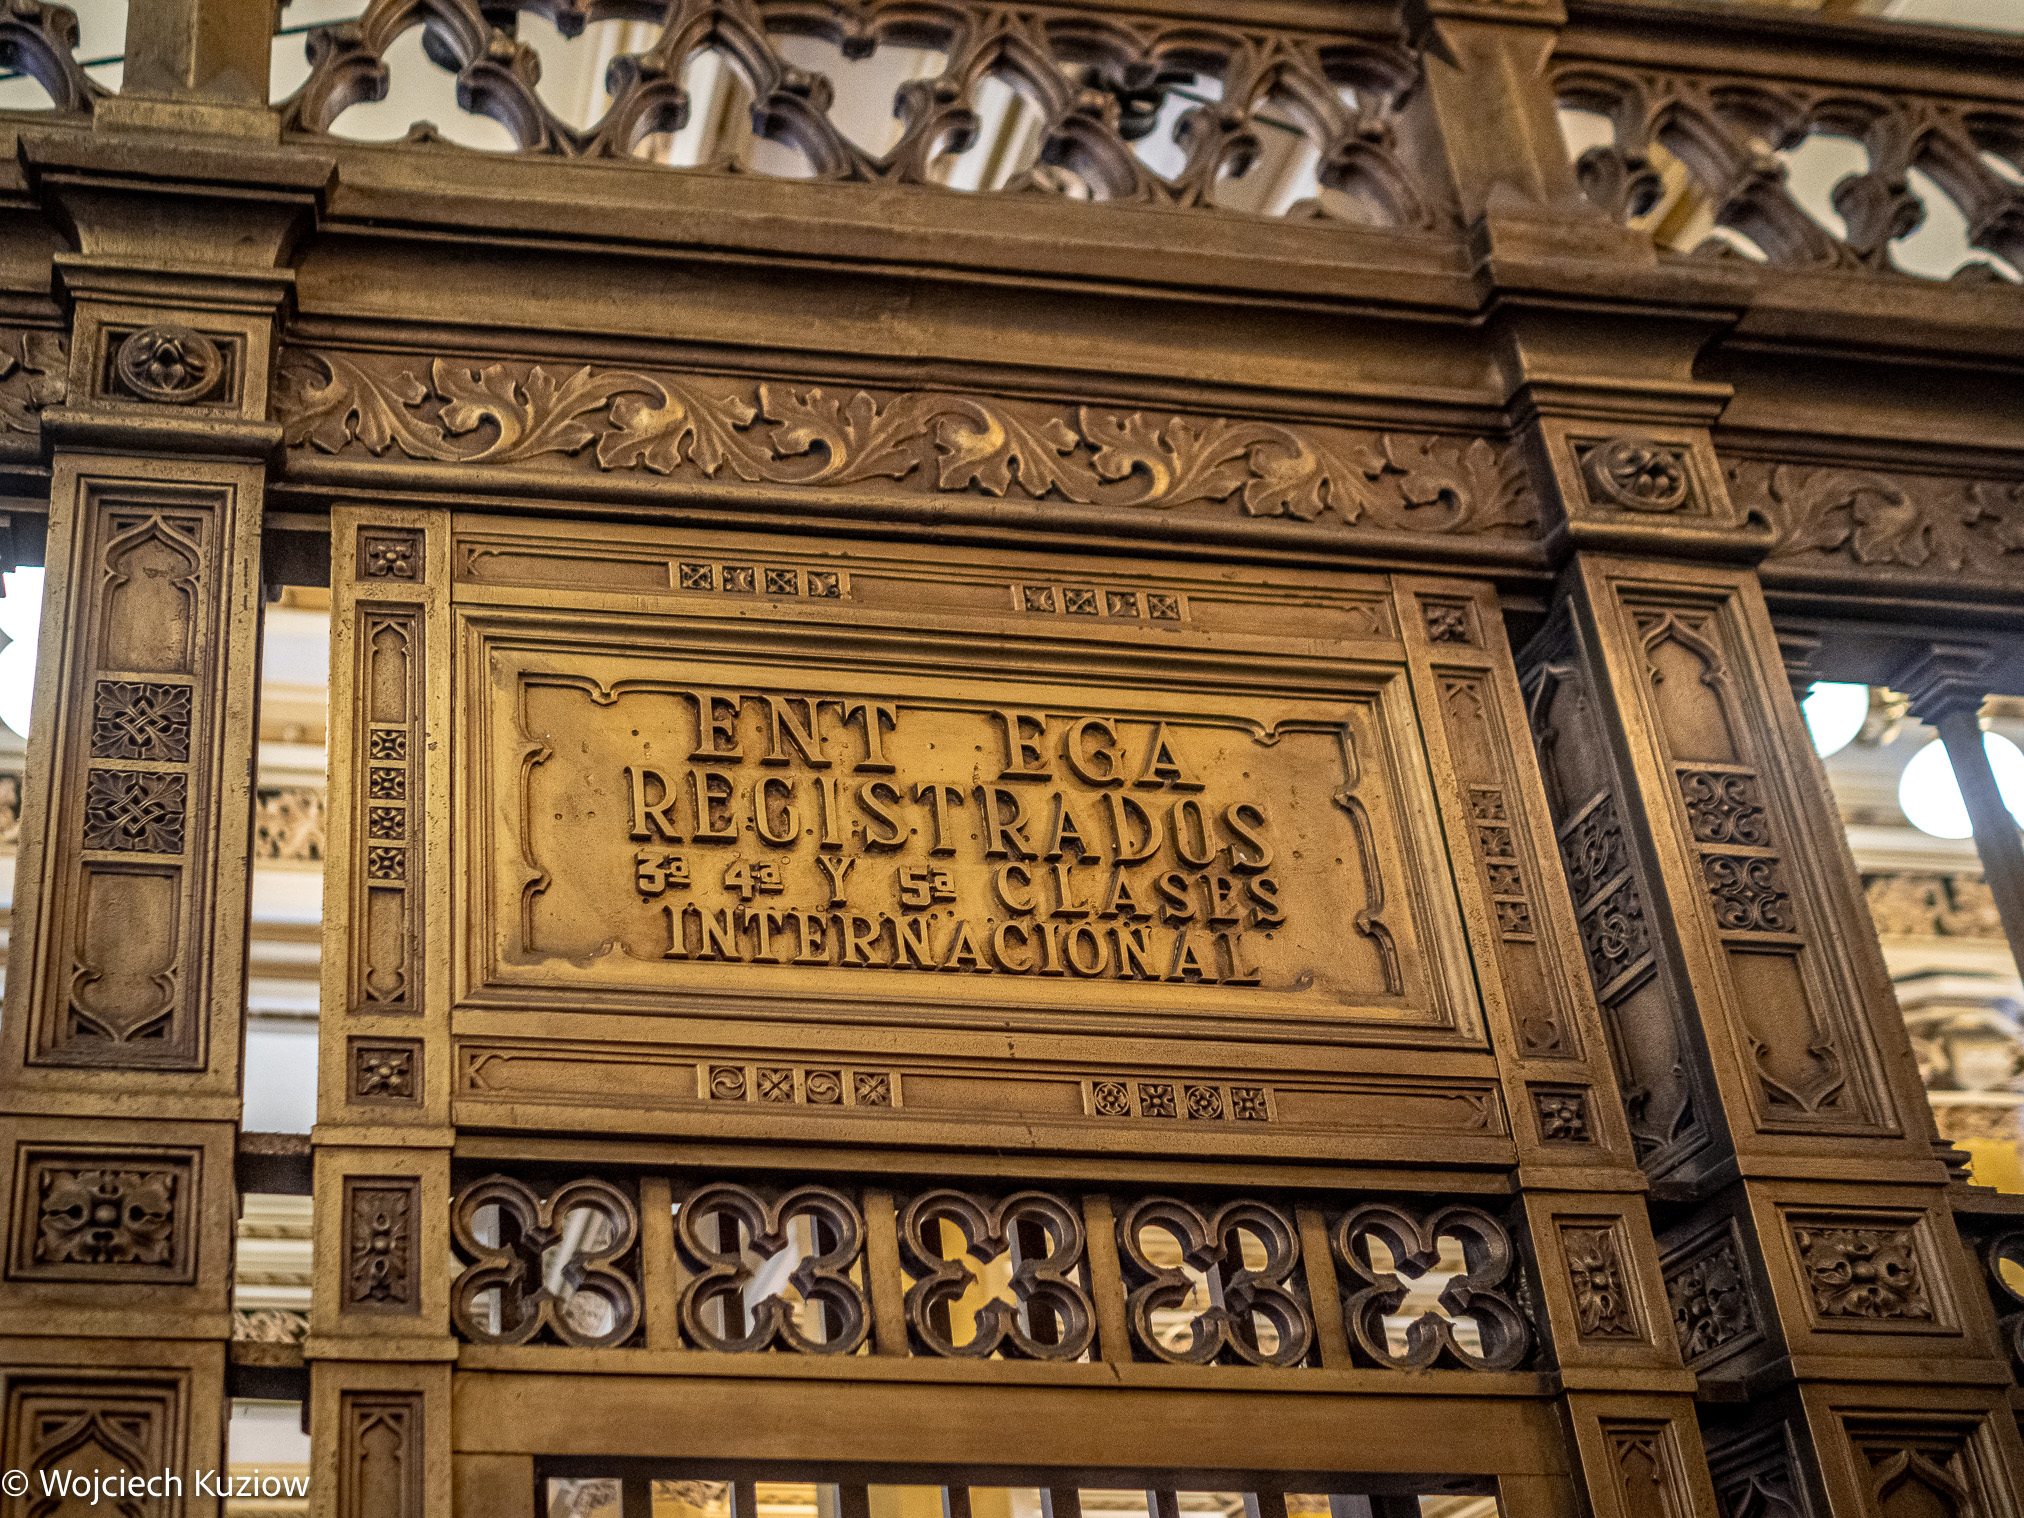 ENT EGA
REGISTRADOS
3ª 4ª Y 5ª CLASES
INTERNACIONAL
© Wojciech Kuziow